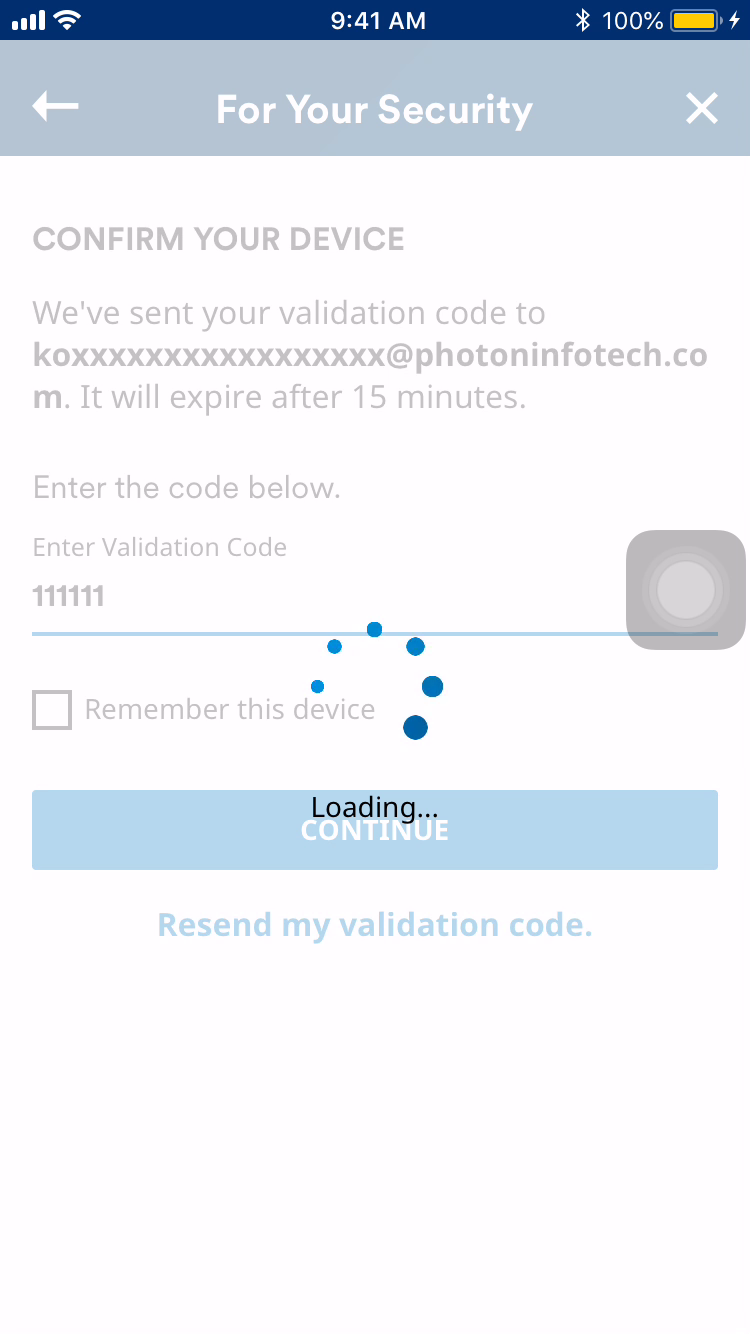 9:41 AM 100%
For Your Security
CONFIRM YOUR DEVICE
We've sent your validation code to
koxxxxxxxxxxxxxxxxx@photoninfotech.co
m. It will expire after 15 minutes.
Enter the code below.
Enter Validation Code
111111
Remember this device
Loading...
CONTINUE
Resend my validation code.